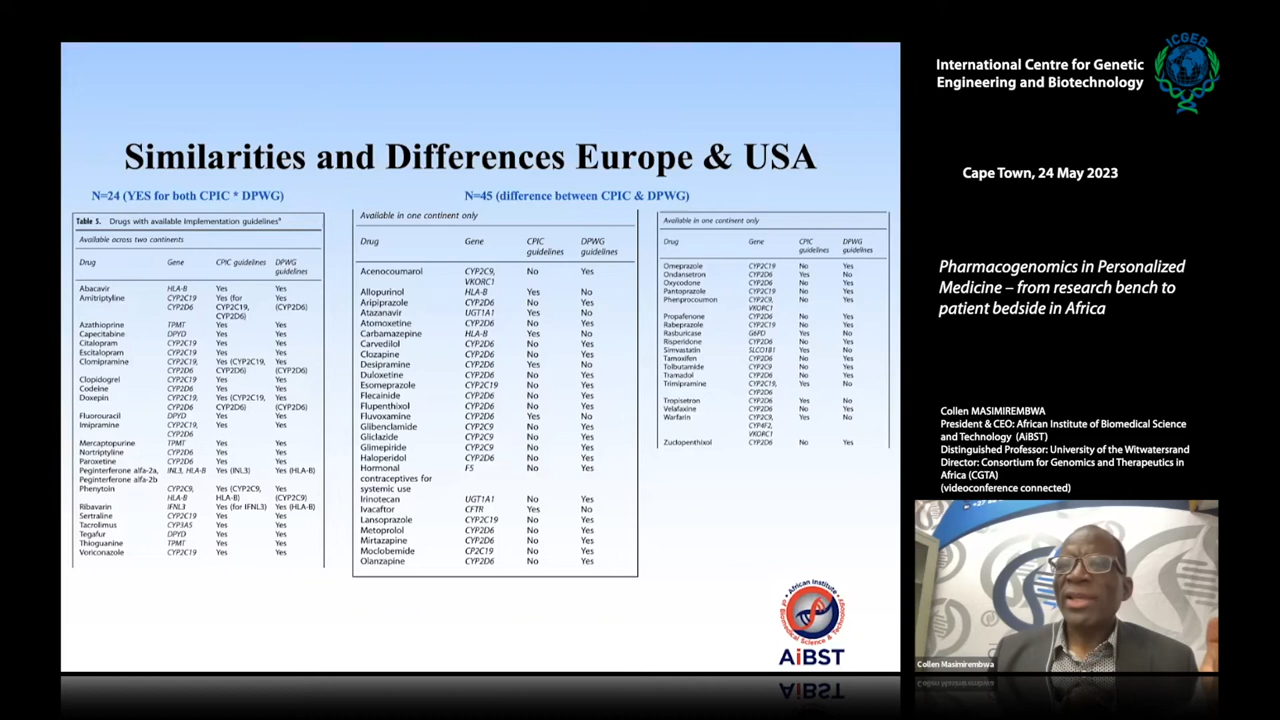 Similarities and Differences Europe & USA
N=24 (YES for both CPIC * DPWG)
Table 5. Drugs with available Implementation guidelinesª
Available across two continents
Drug Gene CPIC guidelines DPWG
guidelines
Abacavir HLA-B Yes Yes
Amitriptyline CYP2C19 Yes (for Yes
CYP2D6 CYP2C19, (CYP2D6)
CYP2D6)
Azathioprine TPMT Yes Yes
Capecitabine DPYD Yes Yes
Citalopram CYP2C19 Yes Yes
Escitalopram CYP2C19 Yes Yes
Clomipramine CYP2C19, Yes (CYP2C19, Yes
CYP2D6 CYP2D6) (CYP2D6)
Clopidogrel CYP2C19 Yes Yes
Codeine CYP2D6 Yes Yes
Doxepin CYP2C19, Yes (CYP2C19, Yes
CYP2D6 CYP2D6) (CYP2D6)
Fluorouracil DPYD Yes Yes
Imipramine CYP2C19, Yes Yes
CYP2D6
Mercaptopurine TPMT Yes Yes
Nortriptyline CYP2D6 Yes Yes
Paroxetine CYP2D6 Yes Yes
Peginterferone alfa-2a, INL3, HLA-B Yes (INL3) Yes (HLA-B)
Peginterferone alfa-2b
Phenytoin CYP2C9, Yes (CYP2C9, Yes
HLA-B HLA-B) (CYP2C9)
Ribavarin IFNL3 Yes (for IFNL3) Yes (HLA-B)
Sertraline CYP2C19 Yes Yes
Tacrolimus CYP3A5 Yes Yes
Tegafur DPYD Yes Yes
Thioguanine TPMT Yes Yes
Voriconazole CYP2C19 Yes Yes
N=45 (difference between CPIC & DPWG)
Available in one continent only
Drug Gene CPIC DPWG
guidelines guidelines
Acenocoumarol CYP2C9, No Yes
VKORC1
Allopurinol HLA-B Yes No
Aripiprazole CYP2D6 No Yes
Atazanavir UGT1A1 Yes No
Atomoxetine CYP2D6 No Yes
Carbamazepine HLA-B Yes No
Carvedilol CYP2D6 No Yes
Clozapine CYP2D6 No Yes
Desipramine CYP2D6 Yes No
Duloxetine CYP2D6 No Yes
Esomeprazole CYP2C19 No Yes
Flecainide CYP2D6 No Yes
Flupenthixol CYP2D6 No Yes
Fluvoxamine CYP2D6 Yes No
Glibenclamide CYP2C9 No Yes
Gliclazide CYP2C9 No Yes
Glimepiride CYP2C9 No Yes
Haloperidol CYP2D6 No Yes
Hormonal F5 No Yes
contraceptives for
systemic use
Irinotecan UGT1A1 No Yes
Ivacaftor CFTR Yes No
Lansoprazole CYP2C19 No Yes
Metoprolol CYP2D6 No Yes
Mirtazapine CYP2D6 No Yes
Moclobemide CP2C19 No Yes
Olanzapine CYP2D6 No Yes
Available in one continent only
Drug Gene CPIC DPWG
guidelines guidelines
Omeprazole CYP2C19 No Yes
Ondansetron CYP2D6 Yes No
Oxycodone CYP2D6 No Yes
Pantoprazole CYP2C19 No Yes
Phenprocoumon CYP2C9, No Yes
VKORC1
Propafenone CYP2D6 No Yes
Rabeprazole CYP2C19 No Yes
Rasburicase G6PD Yes No
Risperidone CYP2D6 No Yes
Simvastatin SLCO1B1 Yes No
Tamoxifen CYP2D6 No Yes
Tolbutamide CYP2C9 No Yes
Tramadol CYP2D6 No Yes
Trimipramine CYP2C19, Yes No
CYP2D6
Tropisetron CYP2D6 Yes No
Velafaxine CYP2D6 No Yes
Warfarin CYP2C9, Yes No
CYP4F2,
VKORC1
Zuclopenthixol CYP2D6 No Yes
African Institute
of Biomedical Science & Technology
AiBST
International Centre for Genetic
Engineering and Biotechnology
ICGEB
Cape Town, 24 May 2023
Pharmacogenomics in Personalized
Medicine – from research bench to
patient bedside in Africa
Collen MASIMIREMBWA
President & CEO: African Institute of Biomedical Science
and Technology (AiBST)
Distinguished Professor: University of the Witwatersrand
Director: Consortium for Genomics and Therapeutics in
Africa (CGTA)
(videoconference connected)
Collen Masimirembwa